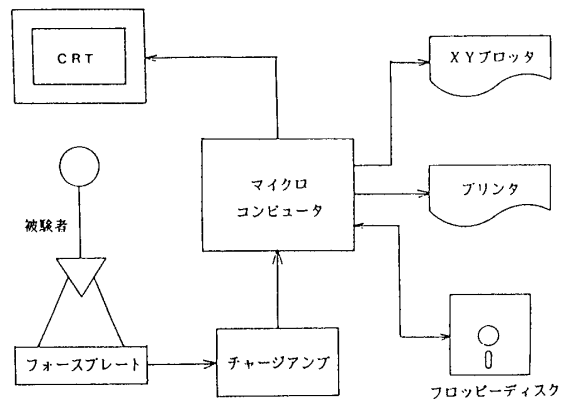 CRT
XYプロッタ
マイクロ
コンピュータ
プリンタ
被験者
フォースプレート
チャージアンプ
フロッピーディスク